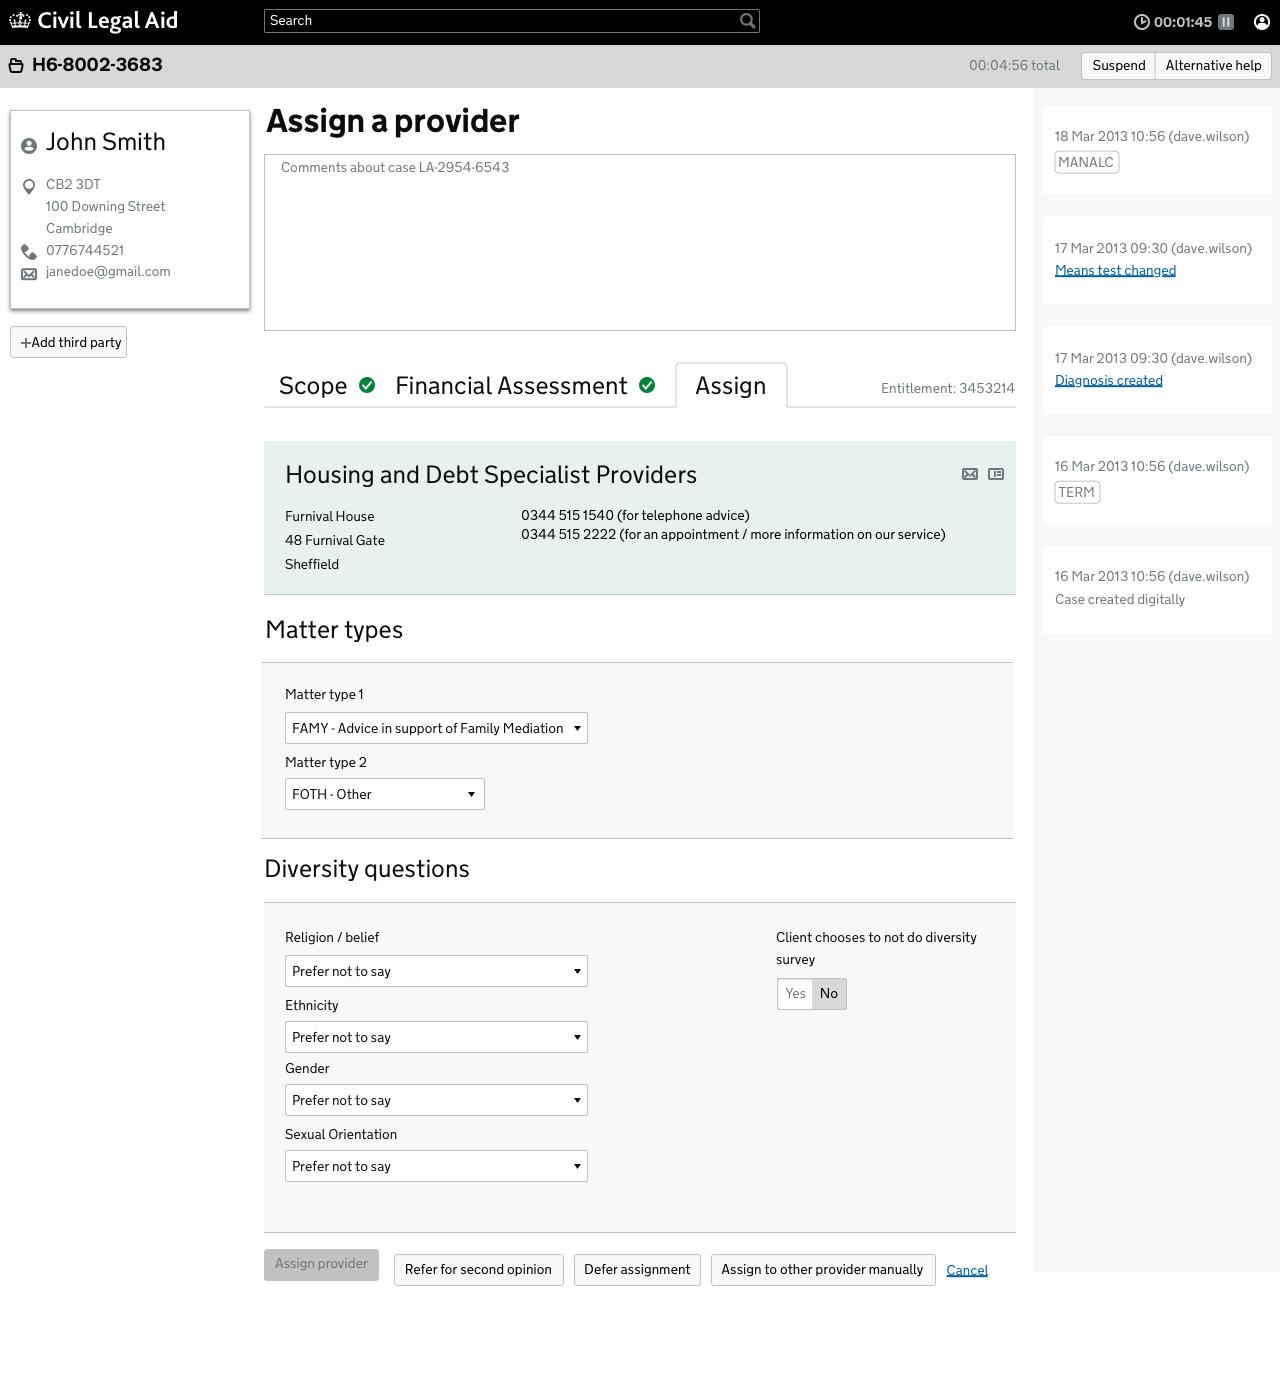 Civil Legal Aid
Search
00:01:45
H6-8002-3683
00:04:56 total
Suspend
Alternative help
John Smith
CB2 3DT
100 Downing Street
Cambridge
0776744521
janedoe@gmail.com
+Add third party
Assign a provider
Comments about case LA-2954-6543
Scope
Financial Assessment
Assign
Entitlement: 3453214
Housing and Debt Specialist Providers
Furnival House
48 Furnival Gate
Sheffield
0344 515 1540 (for telephone advice)
0344 515 2222 (for an appointment / more information on our service)
Matter types
Matter type 1
FAMY - Advice in support of Family Mediation
Matter type 2
FOTH - Other
Diversity questions
Religion / belief
Prefer not to say
Ethnicity
Prefer not to say
Gender
Prefer not to say
Sexual Orientation
Prefer not to say
Client chooses to not do diversity
survey
Yes
No
Assign provider
Refer for second opinion
Defer assignment
Assign to other provider manually
Cancel
18 Mar 2013 10:56 (dave.wilson)
MANALC
17 Mar 2013 09:30 (dave.wilson)
Means test changed
17 Mar 2013 09:30 (dave.wilson)
Diagnosis created
16 Mar 2013 10:56 (dave.wilson)
TERM
16 Mar 2013 10:56 (dave.wilson)
Case created digitally